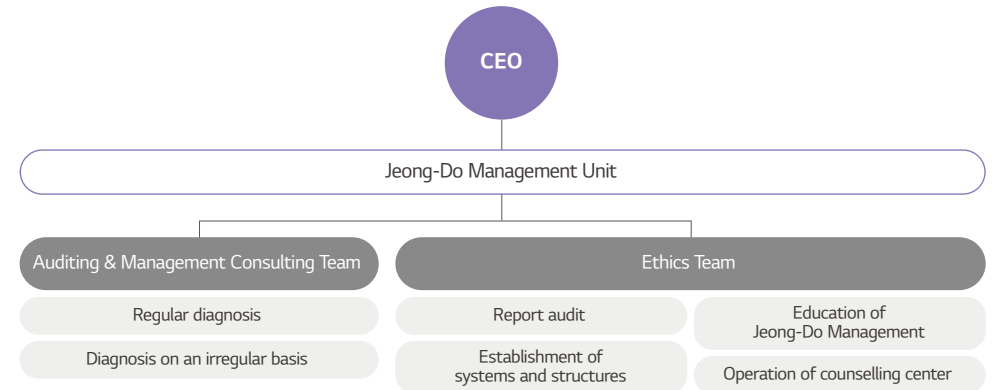 CEO
Jeong-Do Management Unit
Auditing & Management Consulting Team
Ethics Team
Regular diagnosis
Diagnosis on an irregular basis
Report audit
Establishment of
systems and structures
Education of
Jeong-Do Management
Operation of counselling center